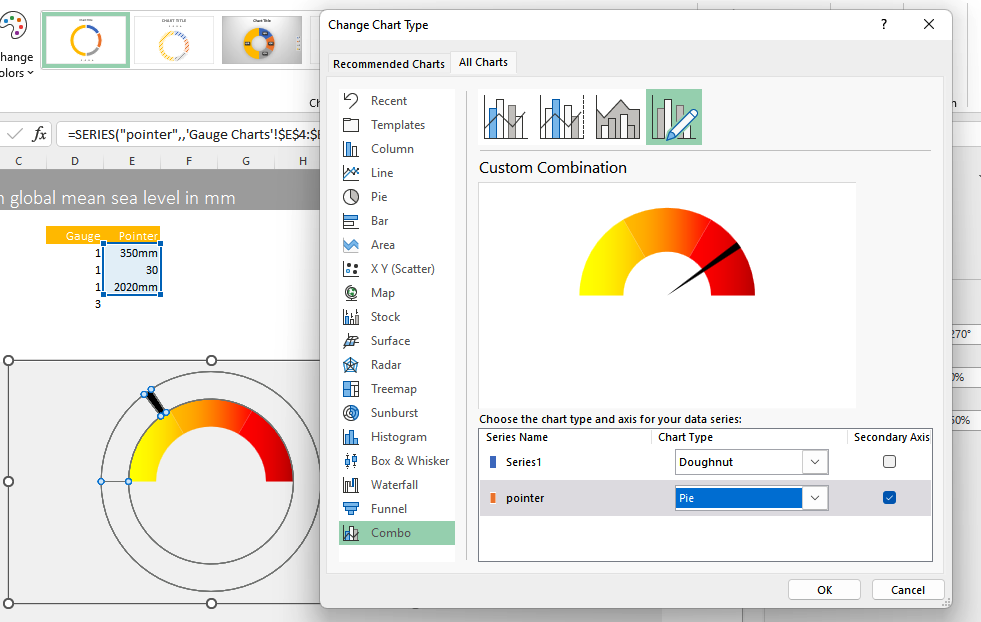 Change Chart Type
?
hange
olors
CHART TITLE
Chart Title
Recommended Charts
All Charts
Ch
fx
=SERIES("pointer",,'Gauge Charts'!$E$4:$
C D E F G H
n global mean sea level in mm
Gauge Pointer
1 350mm
1 30
1 2020mm
3
Recent
Templates
Column
Line
Pie
Bar
Area
X Y (Scatter)
Map
Stock
Surface
Radar
Treemap
Sunburst
Histogram
Box & Whisker
Waterfall
Funnel
Combo
Custom Combination
Choose the chart type and axis for your data series:
Series Name Chart Type Secondary Axis
Series1 Doughnut
pointer Pie
OK Cancel
270°
0%
50%